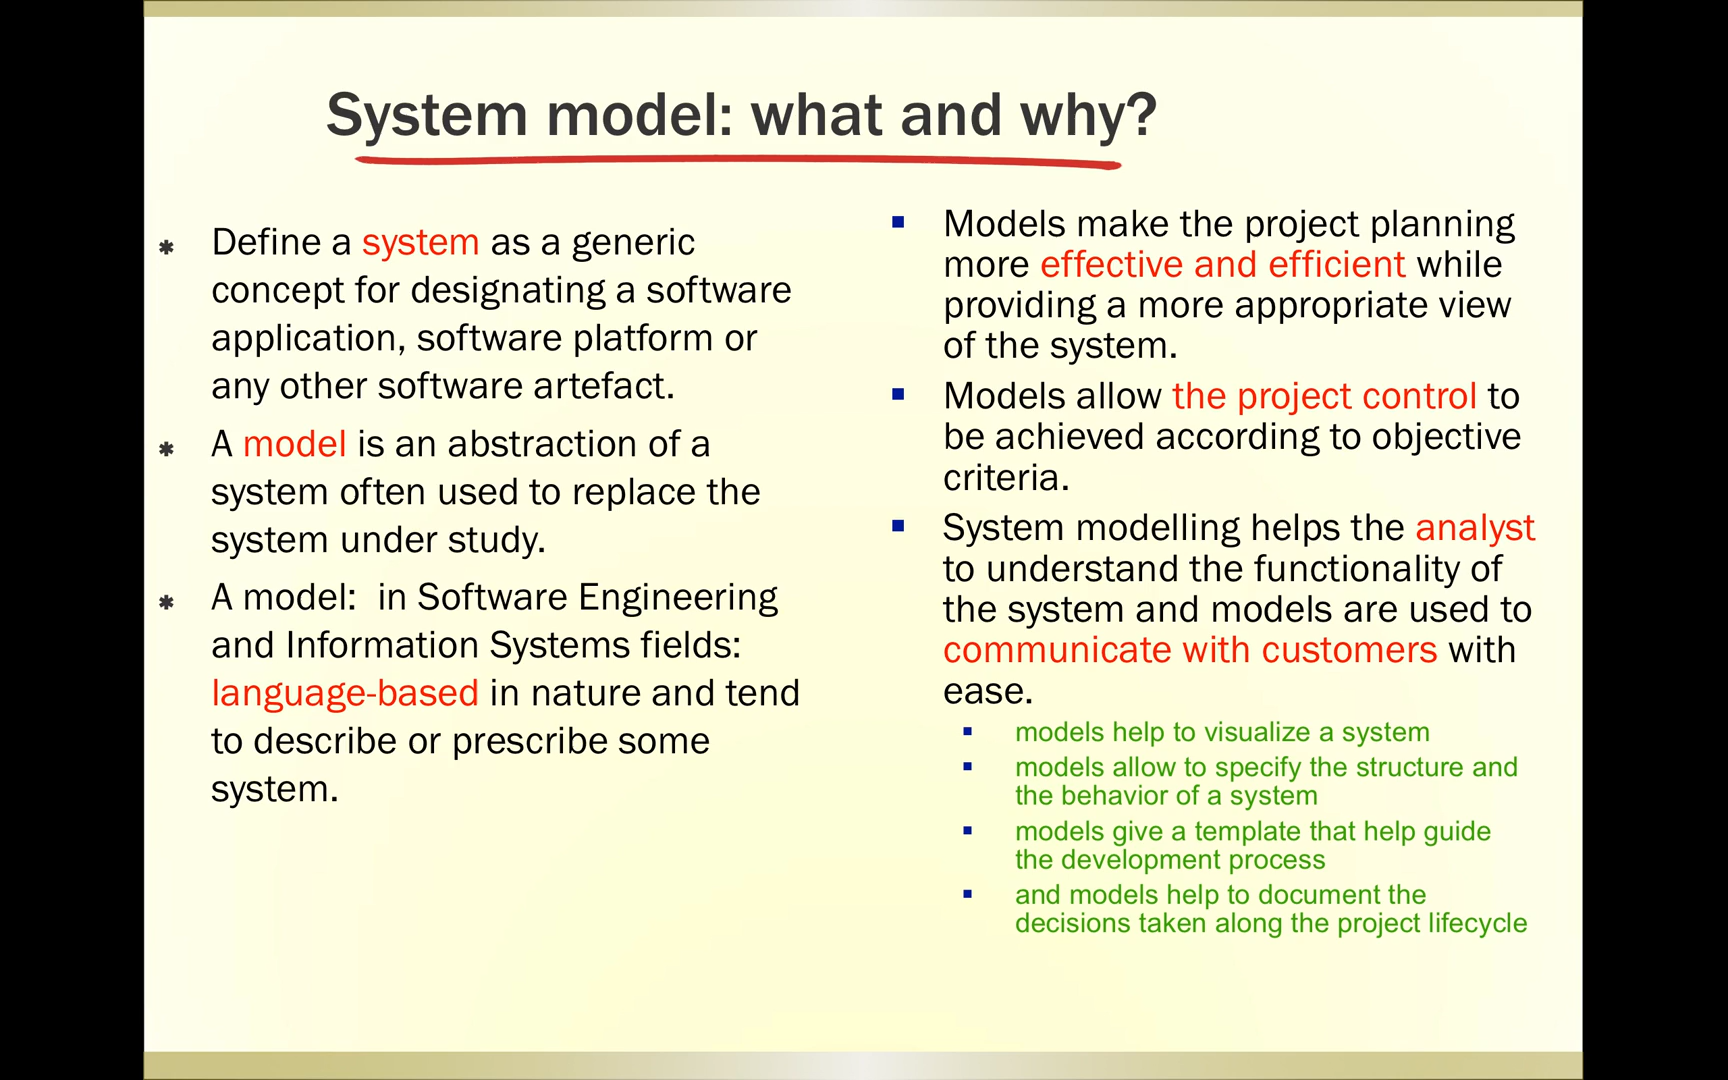 System model: what and why?
Define a system as a generic
concept for designating a software
application, software platform or
any other software artefact.
A model is an abstraction of a
system often used to replace the
system under study.
A model:  in Software Engineering
and Information Systems fields:
language-based in nature and tend
to describe or prescribe some
system.
Models make the project planning
more effective and efficient while
providing a more appropriate view
of the system.
Models allow the project control to
be achieved according to objective
criteria.
System modelling helps the analyst
to understand the functionality of
the system and models are used to
communicate with customers with
ease.
models help to visualize a system
models allow to specify the structure and
the behavior of a system
models give a template that help guide
the development process
and models help to document the
decisions taken along the project lifecycle